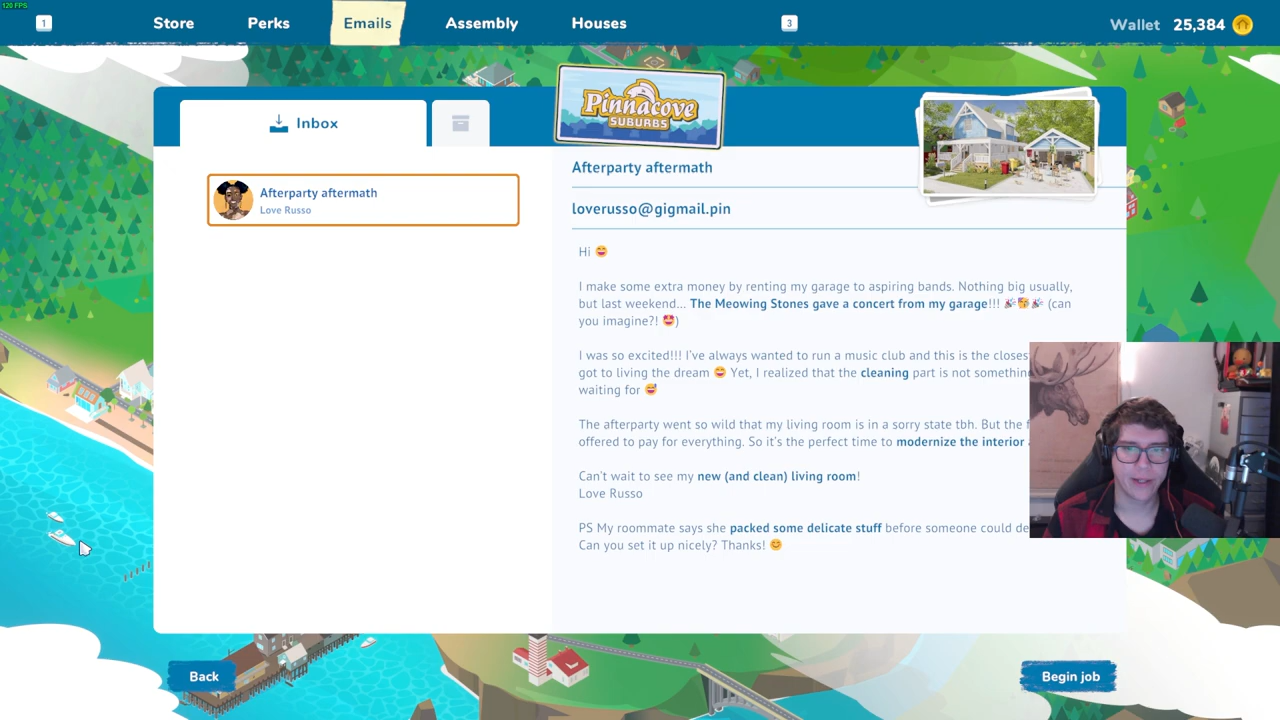 120 FPS
1 Store Perks Emails Assembly Houses 3 Wallet 25,384
Inbox
Pinnacove
SUBURBS
Afterparty aftermath
Love Russo
Afterparty aftermath
loverusso@gigmail.pin
Hi 😄
I make some extra money by renting my garage to aspiring bands. Nothing big usually,
but last weekend... The Meowing Stones gave a concert from my garage!!! 🎉🥳🎉 (can
you imagine?! 🤩)
I was so excited!!! I've always wanted to run a music club and this is the closest
got to living the dream 😄 Yet, I realized that the cleaning part is not something
waiting for 😅
The afterparty went so wild that my living room is in a sorry state tbh. But the
offered to pay for everything. So it's the perfect time to modernize the interior
Can't wait to see my new (and clean) living room!
Love Russo
PS My roommate says she packed some delicate stuff before someone could
Can you set it up nicely? Thanks! 😊
Back
Begin job